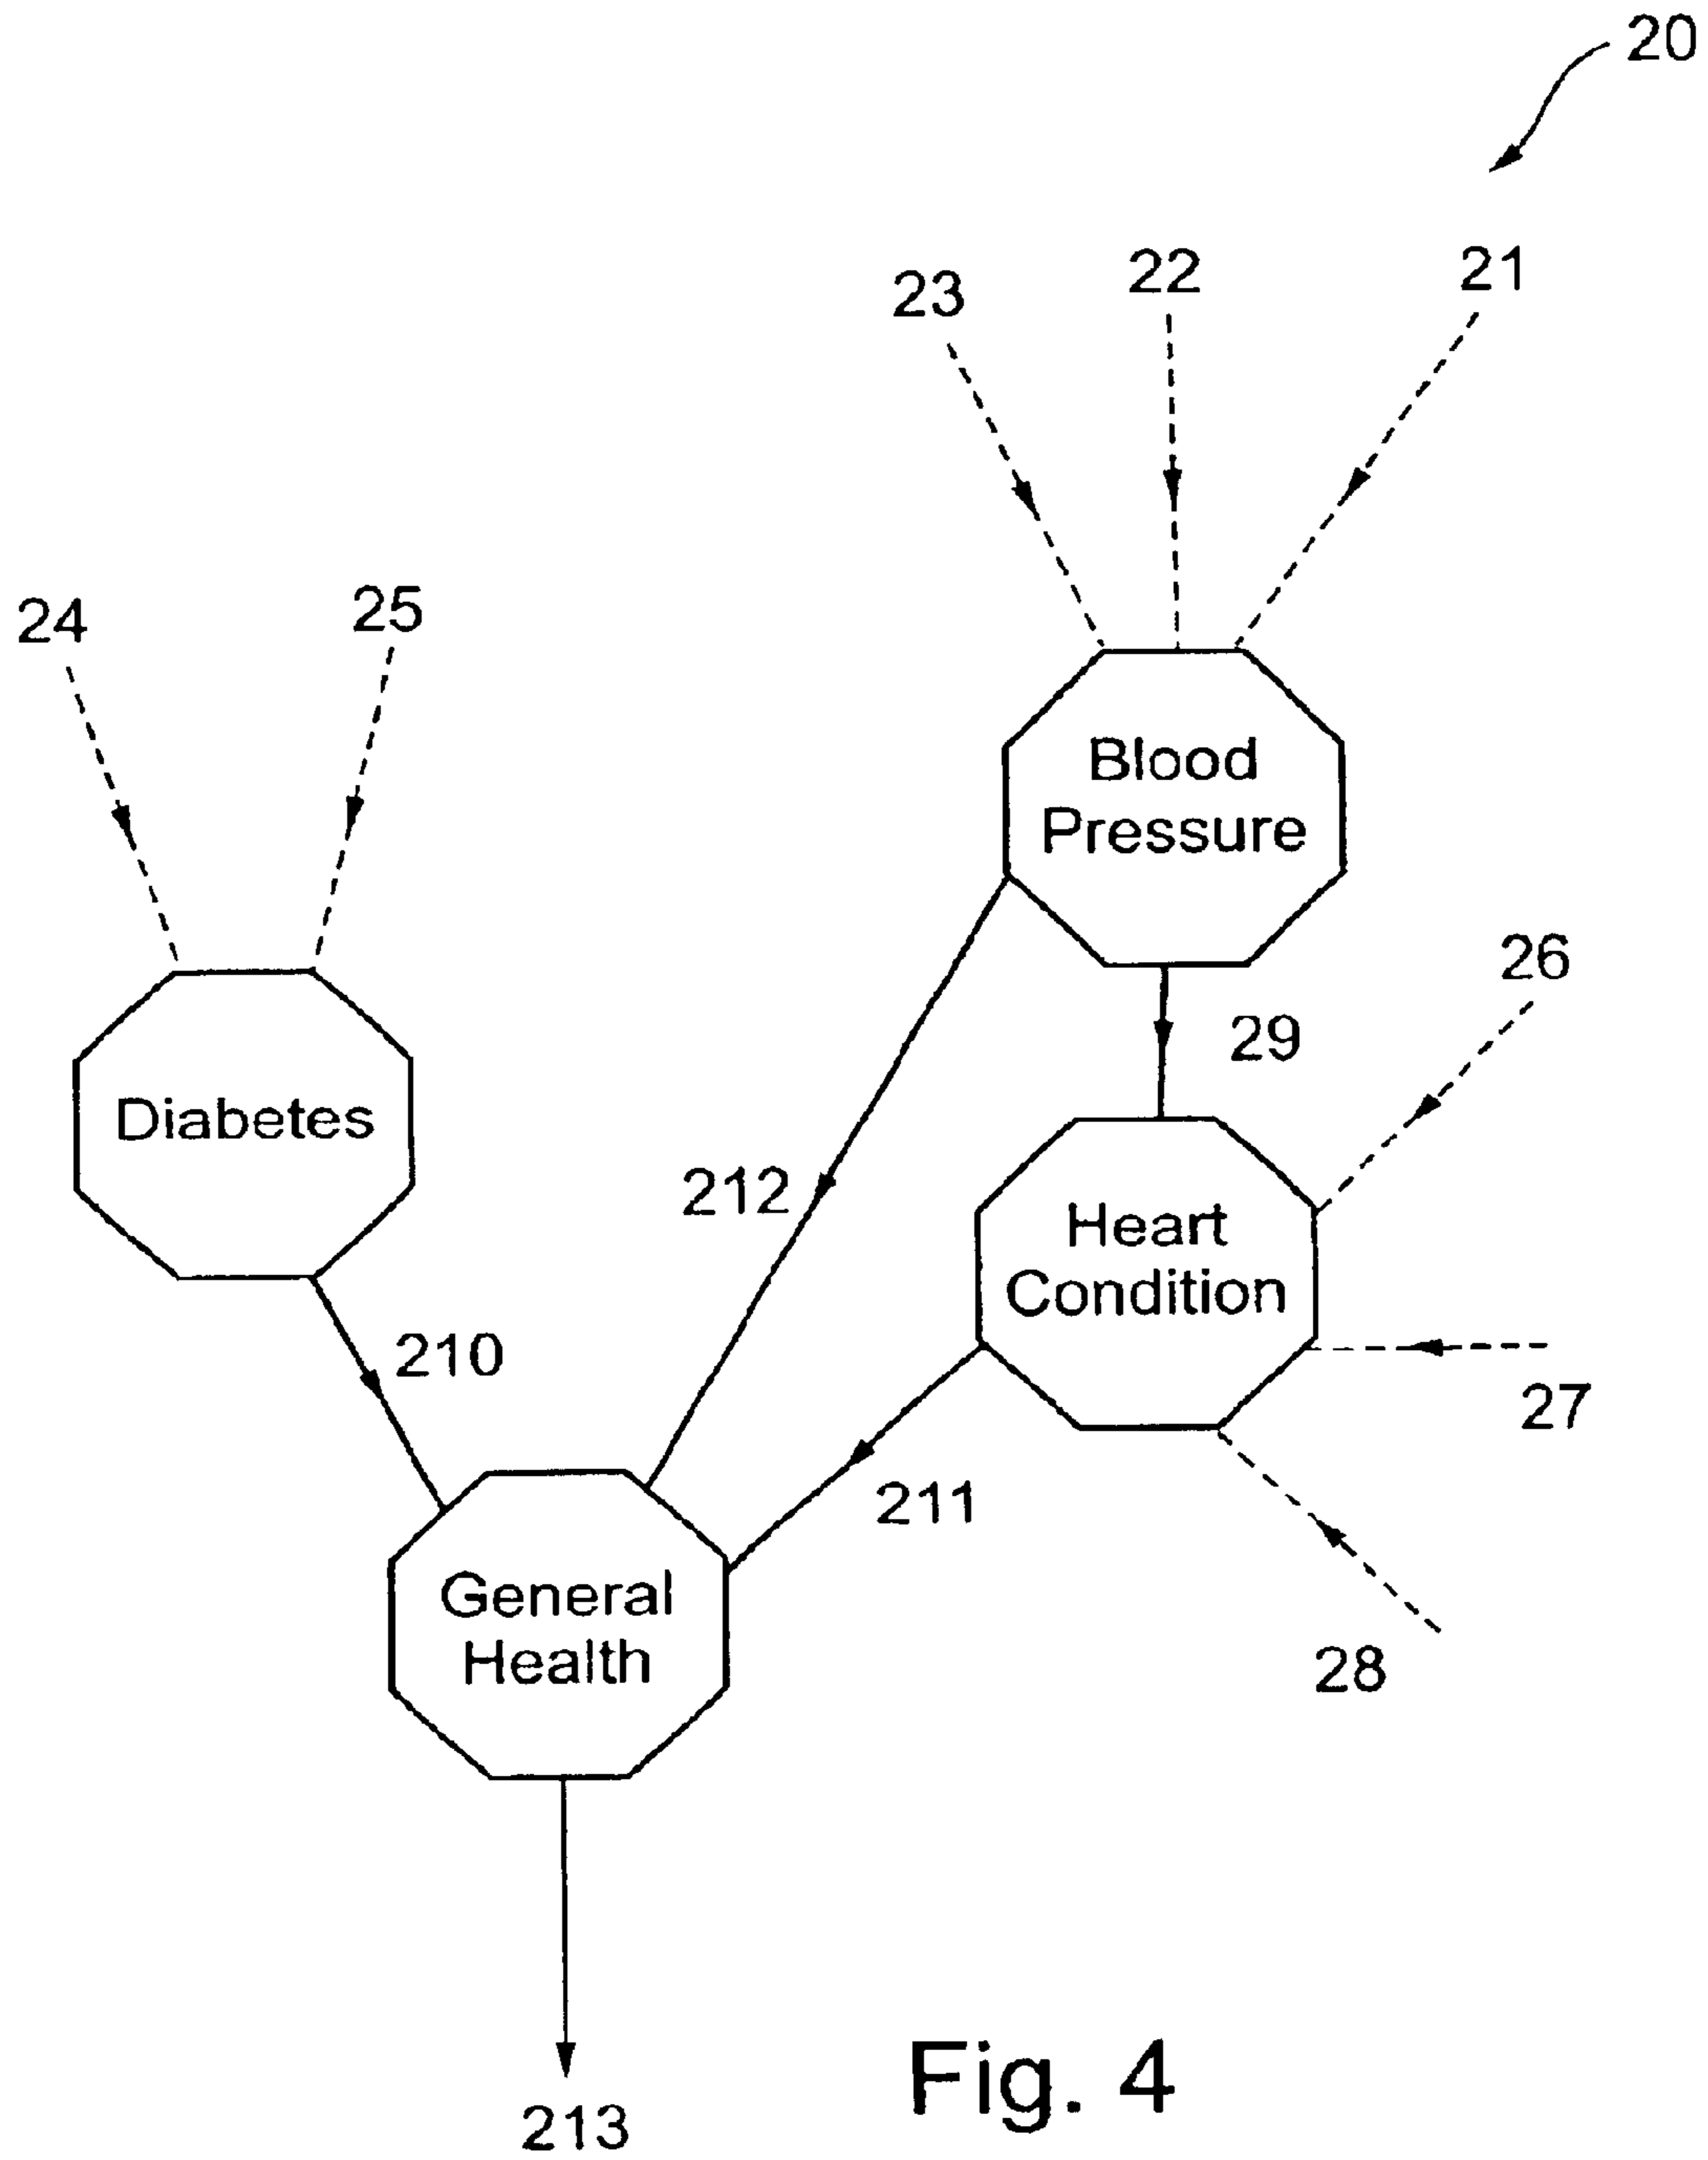 20
21
22
23
25
24
Blood
Pressure
26
29
Diabetes
212
Heart
Condition
210
27
211
General
Health
28
213
Fig. 4